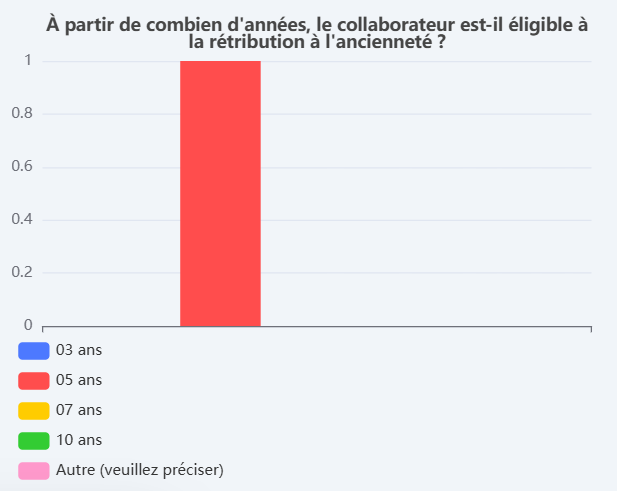 À partir de combien d'années, le collaborateur est-il éligible à
la rétribution à l'ancienneté ?
1
0.8
0.6
0.4
0.2
0
03 ans
05 ans
07 ans
10 ans
Autre (veuillez préciser)